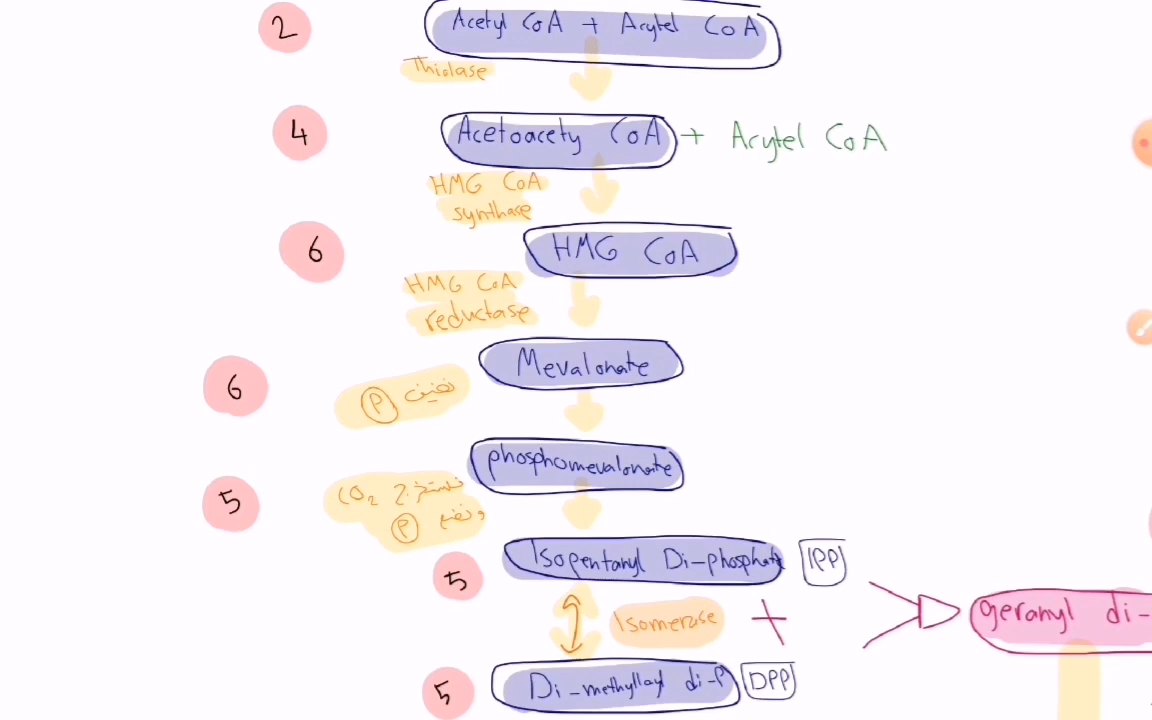 2
Acetyl CoA + Acytel CoA
Thiolase
4
Acetoacety CoA + Acytel CoA
HMG CoA
synthase
6
HMG CoA
HMG CoA
reductase
Mevalonate
6
نضيف P
phosphomevalonate
5
نستخرج CO2
ونضيف P
Isopentanyl Di-phosphate IPP
5
Isomerase +
geranyl di-
5
Di-methyllayl di-P DPP